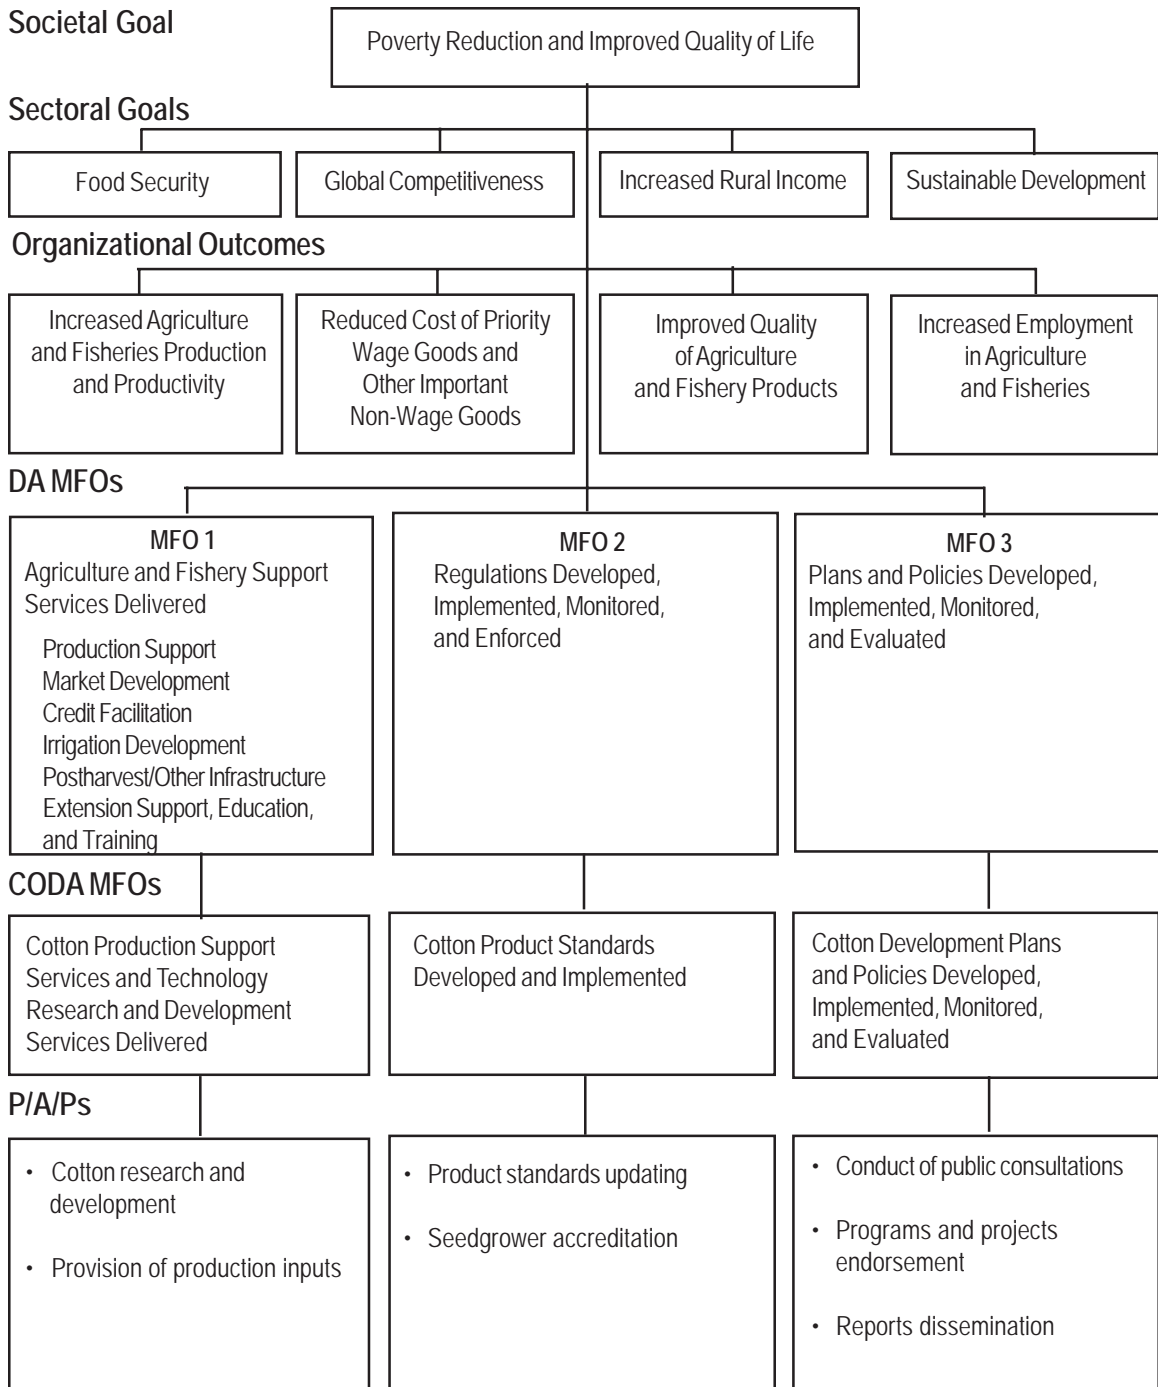 Societal Goal
Poverty Reduction and Improved Quality of Life
Sectoral Goals
Food Security
Global Competitiveness
Increased Rural Income
Sustainable Development
Organizational Outcomes
Increased Agriculture
and Fisheries Production
and Productivity
Reduced Cost of Priority
Wage Goods and
Other Important
Non-Wage Goods
Improved Quality
of Agriculture
and Fishery Products
Increased Employment
in Agriculture
and Fisheries
DA MFOs
MFO 1
Agriculture and Fishery Support
Services Delivered
Production Support
Market Development
Credit Facilitation
Irrigation Development
Postharvest/Other Infrastructure
Extension Support, Education,
and Training
MFO 2
Regulations Developed,
Implemented, Monitored,
and Enforced
MFO 3
Plans and Policies Developed,
Implemented, Monitored,
and Evaluated
CODA MFOs
Cotton Production Support
Services and Technology
Research and Development
Services Delivered
Cotton Product Standards
Developed and Implemented
Cotton Development Plans
and Policies Developed,
Implemented, Monitored,
and Evaluated
P/A/Ps
• Cotton research and
development
• Provision of production inputs
• Product standards updating
• Seedgrower accreditation
• Conduct of public consultations
• Programs and projects
endorsement
• Reports dissemination